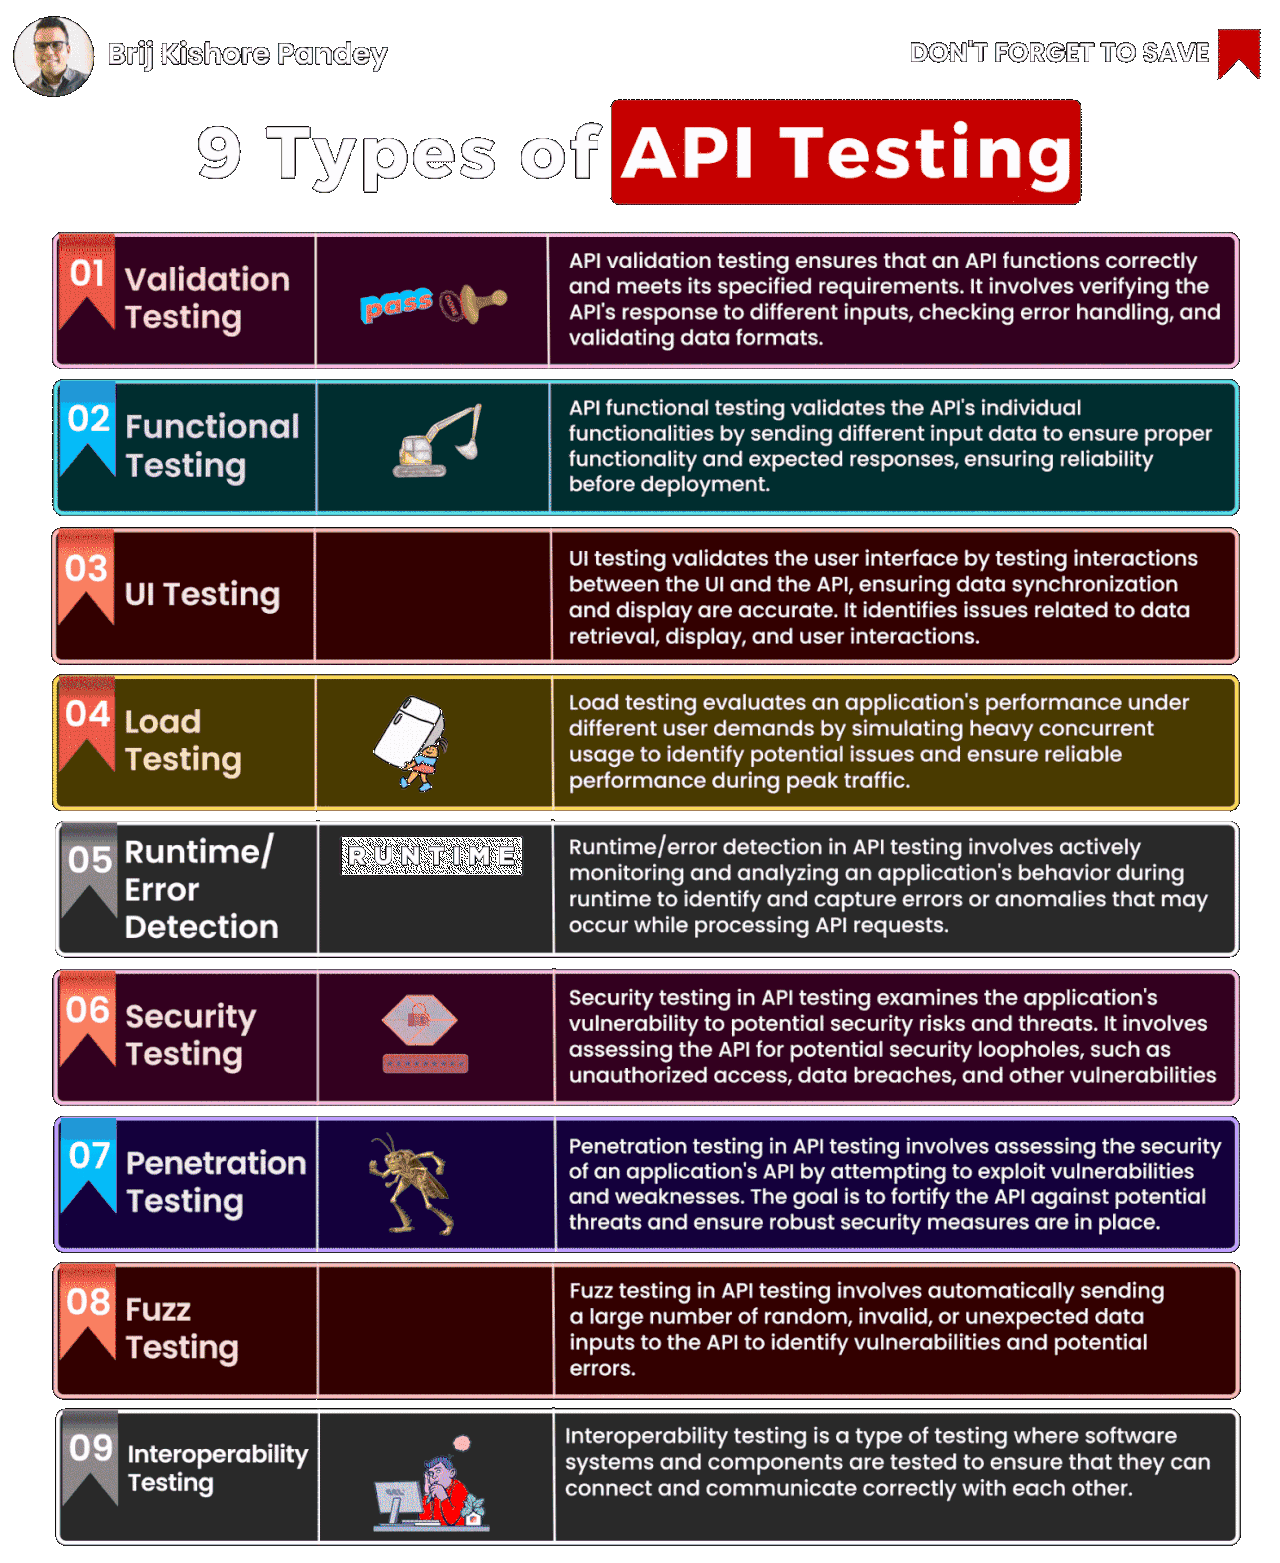 Brij Kishore Pandey
DON'T FORGET TO SAVE
9 Types of API Testing
01
Validation
Testing
pass
API validation testing ensures that an API functions correctly
and meets its specified requirements. It involves verifying the
API's response to different inputs, checking error handling, and
validating data formats.
02
Functional
Testing
API functional testing validates the API's individual
functionalities by sending different input data to ensure proper
functionality and expected responses, ensuring reliability
before deployment.
03
UI Testing
UI testing validates the user interface by testing interactions
between the UI and the API, ensuring data synchronization
and display are accurate. It identifies issues related to data
retrieval, display, and user interactions.
04
Load
Testing
Load testing evaluates an application's performance under
different user demands by simulating heavy concurrent
usage to identify potential issues and ensure reliable
performance during peak traffic.
05
Runtime/
Error
Detection
RUNTIME
Runtime/error detection in API testing involves actively
monitoring and analyzing an application's behavior during
runtime to identify and capture errors or anomalies that may
occur while processing API requests.
06
Security
Testing
Security testing in API testing examines the application's
vulnerability to potential security risks and threats. It involves
assessing the API for potential security loopholes, such as
unauthorized access, data breaches, and other vulnerabilities
07
Penetration
Testing
Penetration testing in API testing involves assessing the security
of an application's API by attempting to exploit vulnerabilities
and weaknesses. The goal is to fortify the API against potential
threats and ensure robust security measures are in place.
08
Fuzz
Testing
Fuzz testing in API testing involves automatically sending
a large number of random, invalid, or unexpected data
inputs to the API to identify vulnerabilities and potential
errors.
09
Interoperability
Testing
Interoperability testing is a type of testing where software
systems and components are tested to ensure that they can
connect and communicate correctly with each other.